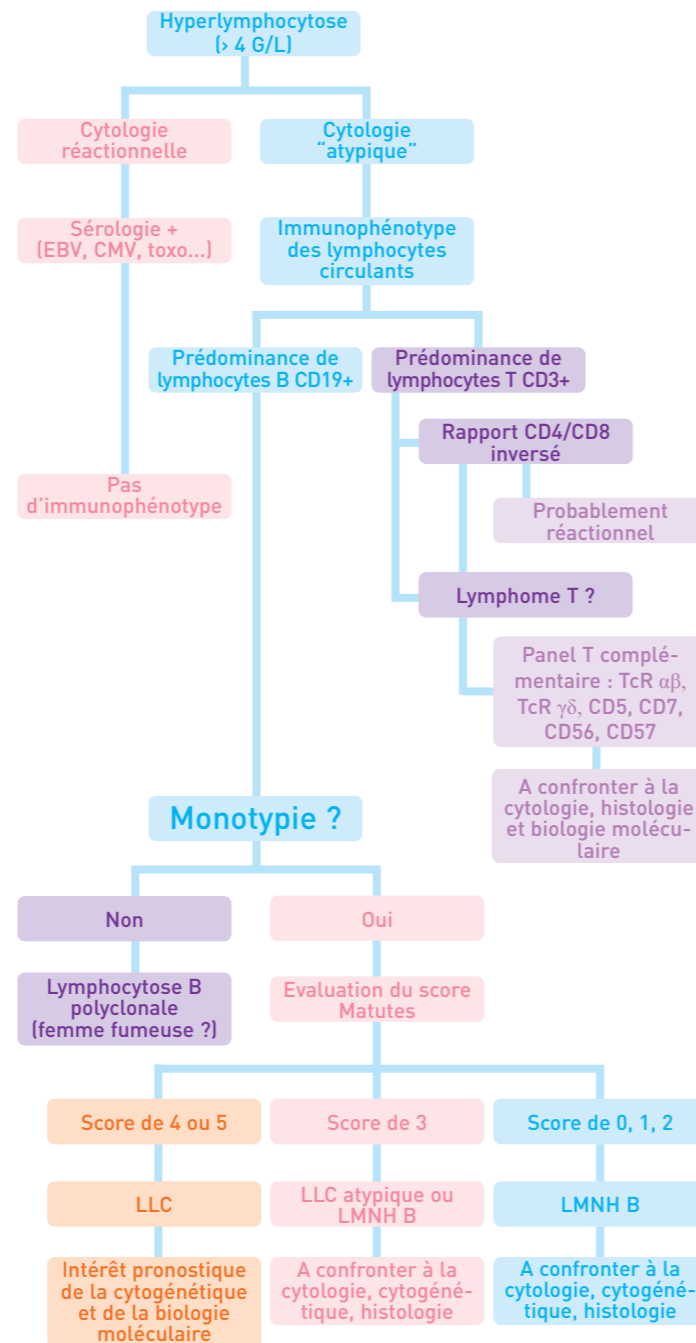 Hyperlymphocytose
(> 4 G/L)
Cytologie
réactionnelle
Cytologie
“atypique”
Sérologie +
(EBV, CMV, toxo...)
Immunophénotype
des lymphocytes
circulants
Prédominance de
lymphocytes B CD19+
Prédominance de
lymphocytes T CD3+
Rapport CD4/CD8
inversé
Pas
d’immunophénotype
Probablement
réactionnel
Lymphome T ?
Panel T complé-
mentaire : TcR αβ,
TcR γδ, CD5, CD7,
CD56, CD57
A confronter à la
cytologie, histologie
et biologie molécu-
laire
Monotypie ?
Non
Oui
Lymphocytose B
polyclonale
(femme fumeuse ?)
Evaluation du score
Matutes
Score de 4 ou 5
Score de 3
Score de 0, 1, 2
LLC
LLC atypique ou
LMNH B
LMNH B
Intérêt pronostique
de la cytogénétique
et de la biologie
moléculaire
A confronter à la
cytologie, cytogéné-
tique, histologie
A confronter à la
cytologie, cytogéné-
tique, histologie